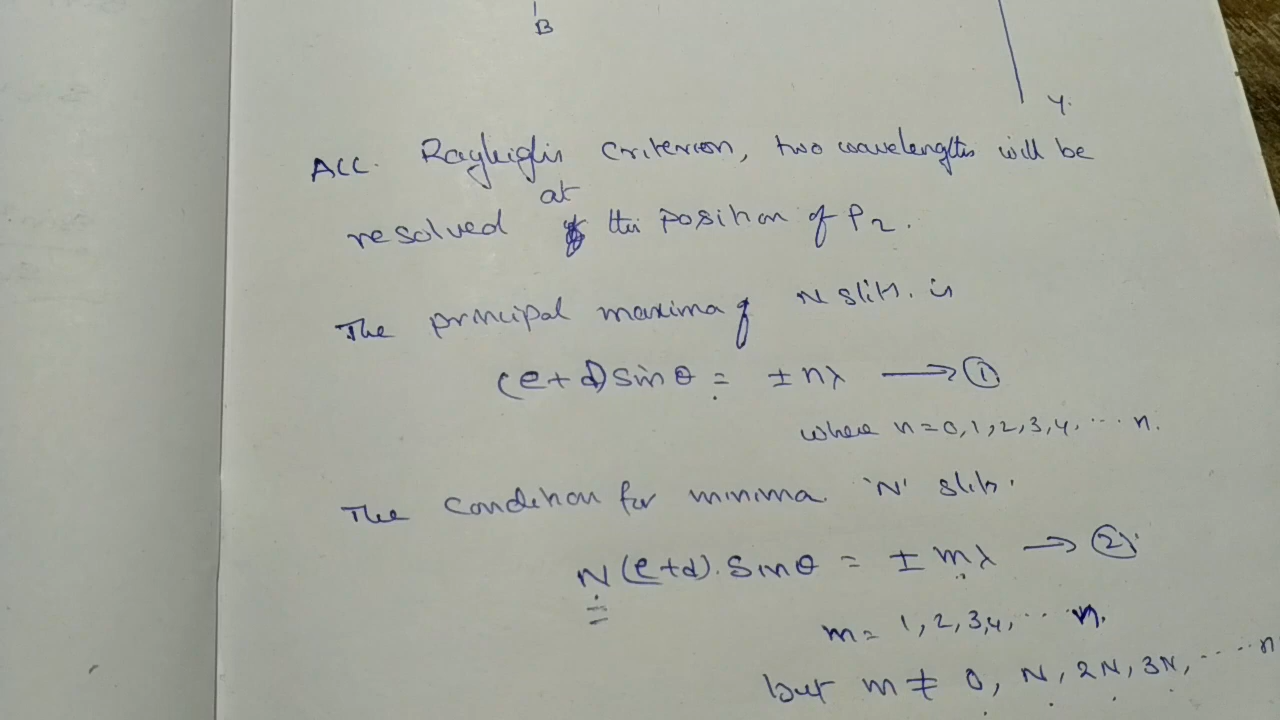 B
Y.
Acc. Rayleigh's criterion, two wavelengths will be
at
resolved the position of P2.
The principal maxima of N slits. is
(e+d) sin θ = ± nλ → ①
where n=0,1,2,3,4, ... n.
The condition for minima 'N' slits.
N(e+d). Sinθ = ± mλ → ②
m= 1,2,3,4, ... n.
but m ≠ 0, N, 2N, 3N, .... n